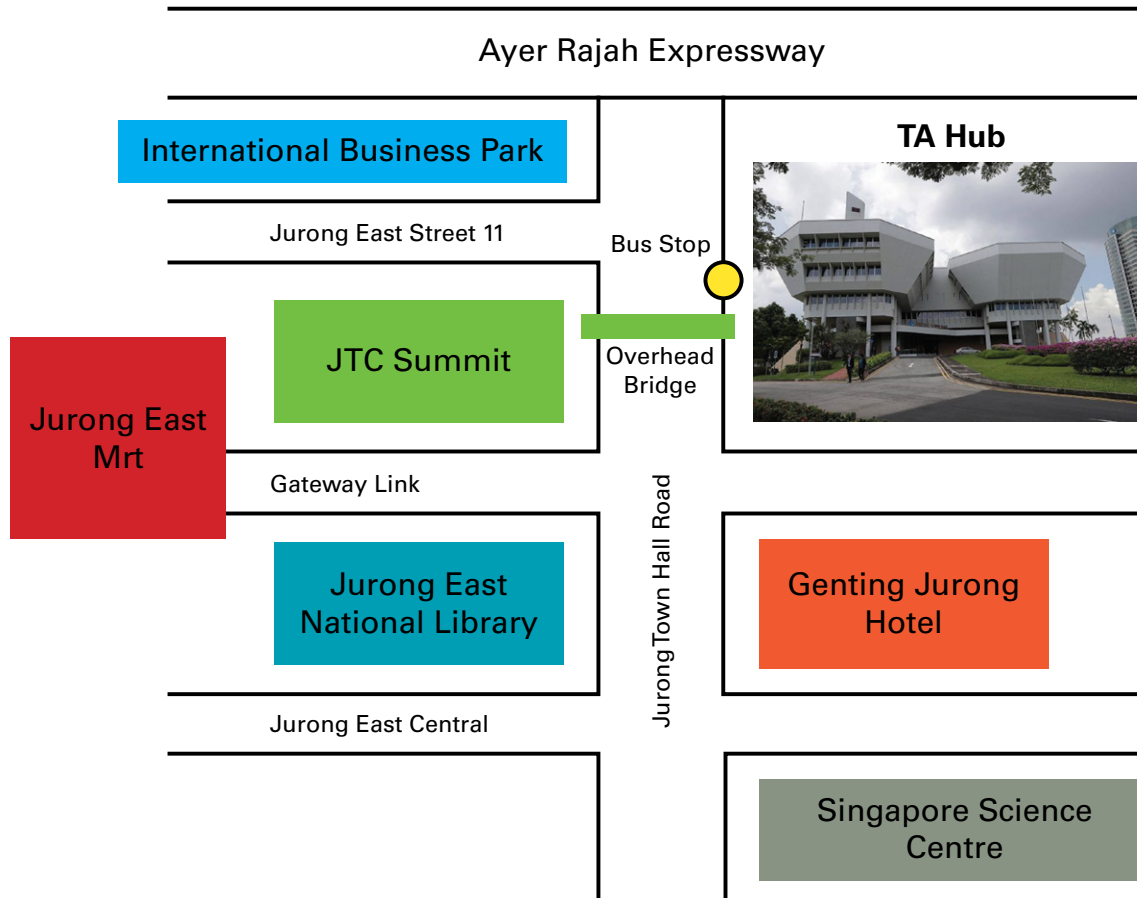 Ayer Rajah Expressway
International Business Park
TA Hub
Jurong East Street 11
Bus Stop
JTC Summit
Overhead
Bridge
Jurong East
Mrt
Gateway Link
Jurong Town Hall Road
Jurong East
National Library
Genting Jurong
Hotel
Jurong East Central
Singapore Science
Centre